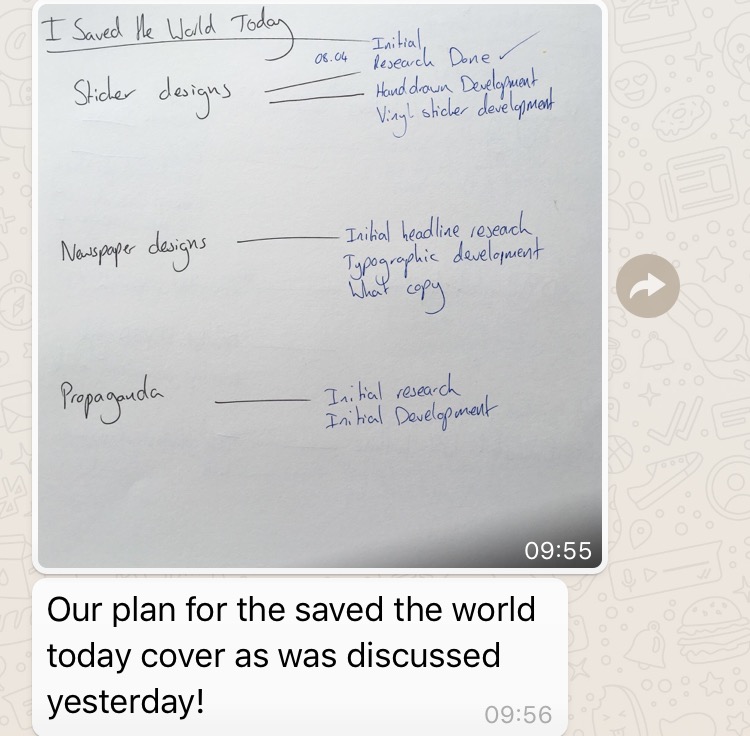 I Saved the World Today
Initial
08.04 Research Done ✓
Sticker designs
Handdrawn Development
Vinyl sticker development
Newspaper designs
Initial headline research
Typographic development
What copy
Propaganda
Initial research
Initial Development
09:55
Our plan for the saved the world
today cover as was discussed
yesterday!
09:56